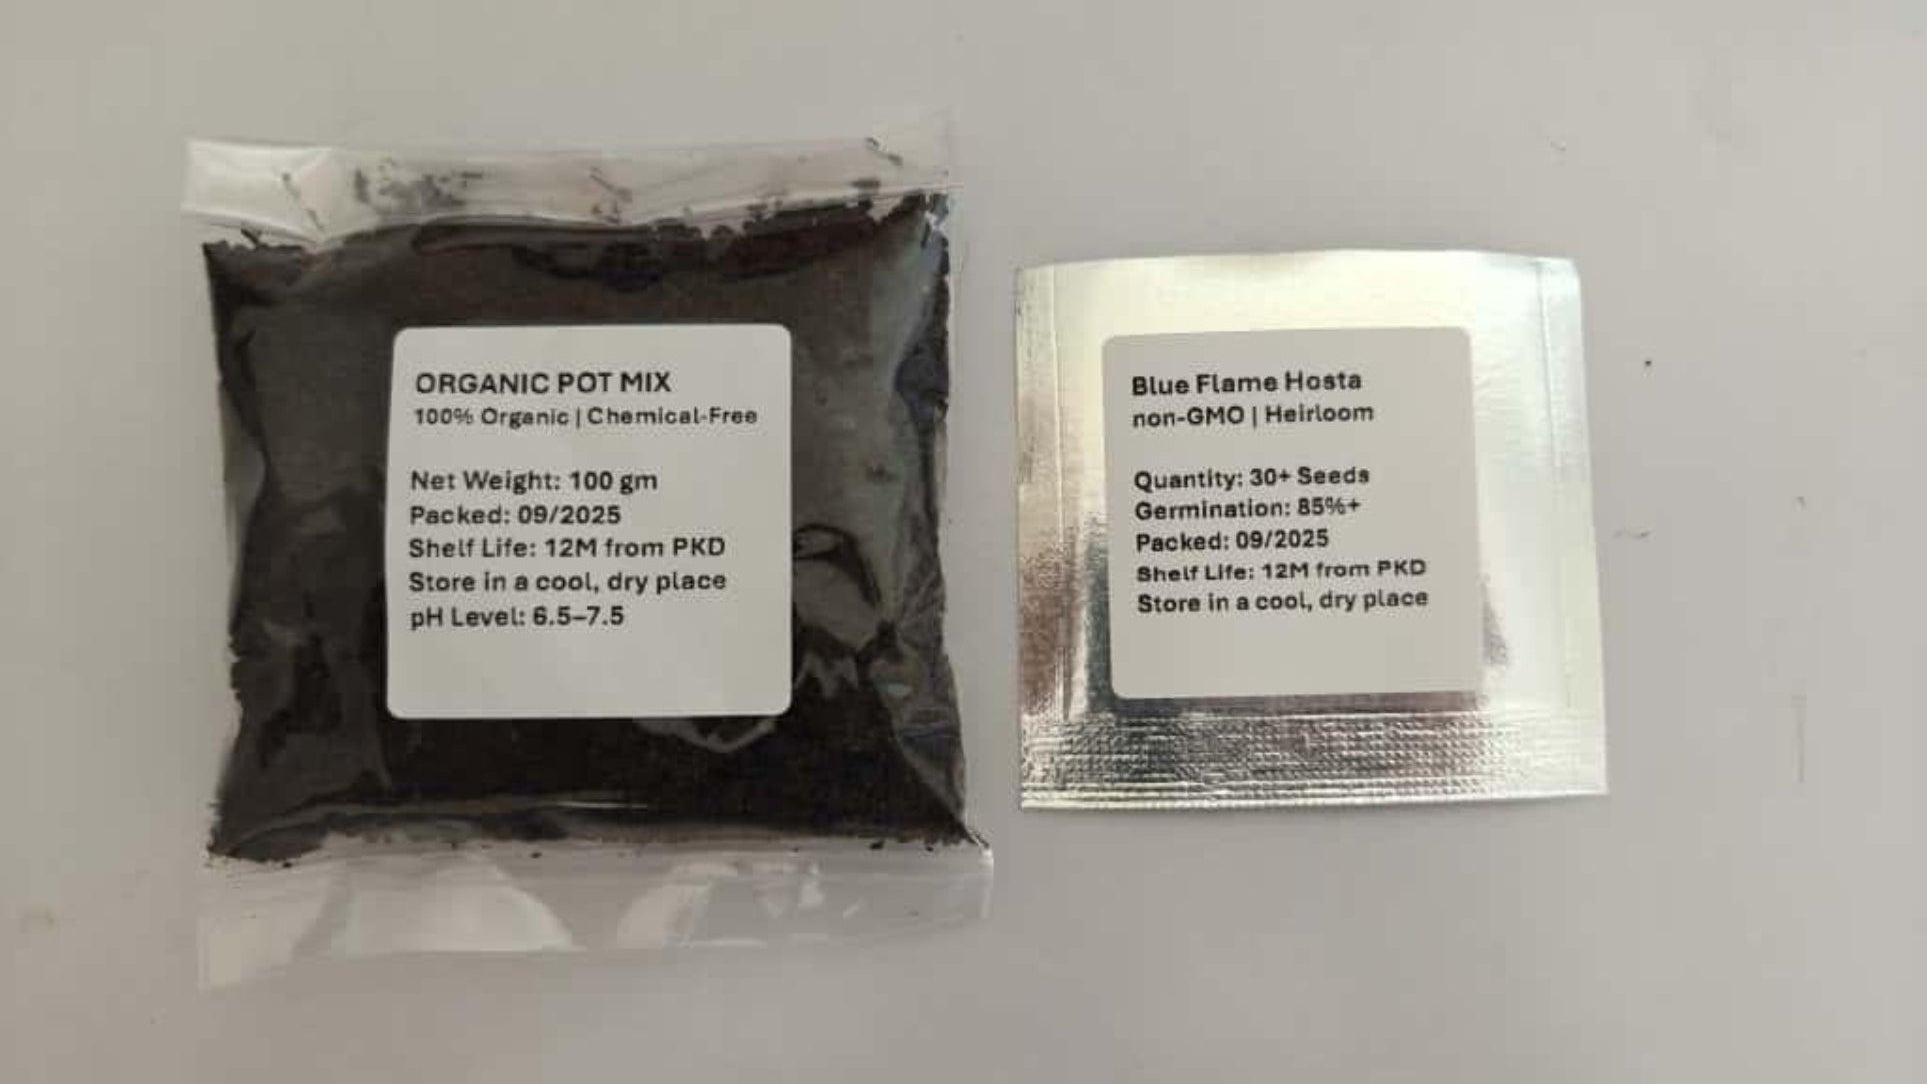 ORGANIC POT MIX
100% Organic | Chemical-Free
Net Weight: 100 gm
Packed: 09/2025
Shelf Life: 12M from PKD
Store in a cool, dry place
pH Level: 6.5–7.5
Blue Flame Hosta
non-GMO | Heirloom
Quantity: 30+ Seeds
Germination: 85%+
Packed: 09/2025
Shelf Life: 12M from PKD
Store in a cool, dry place